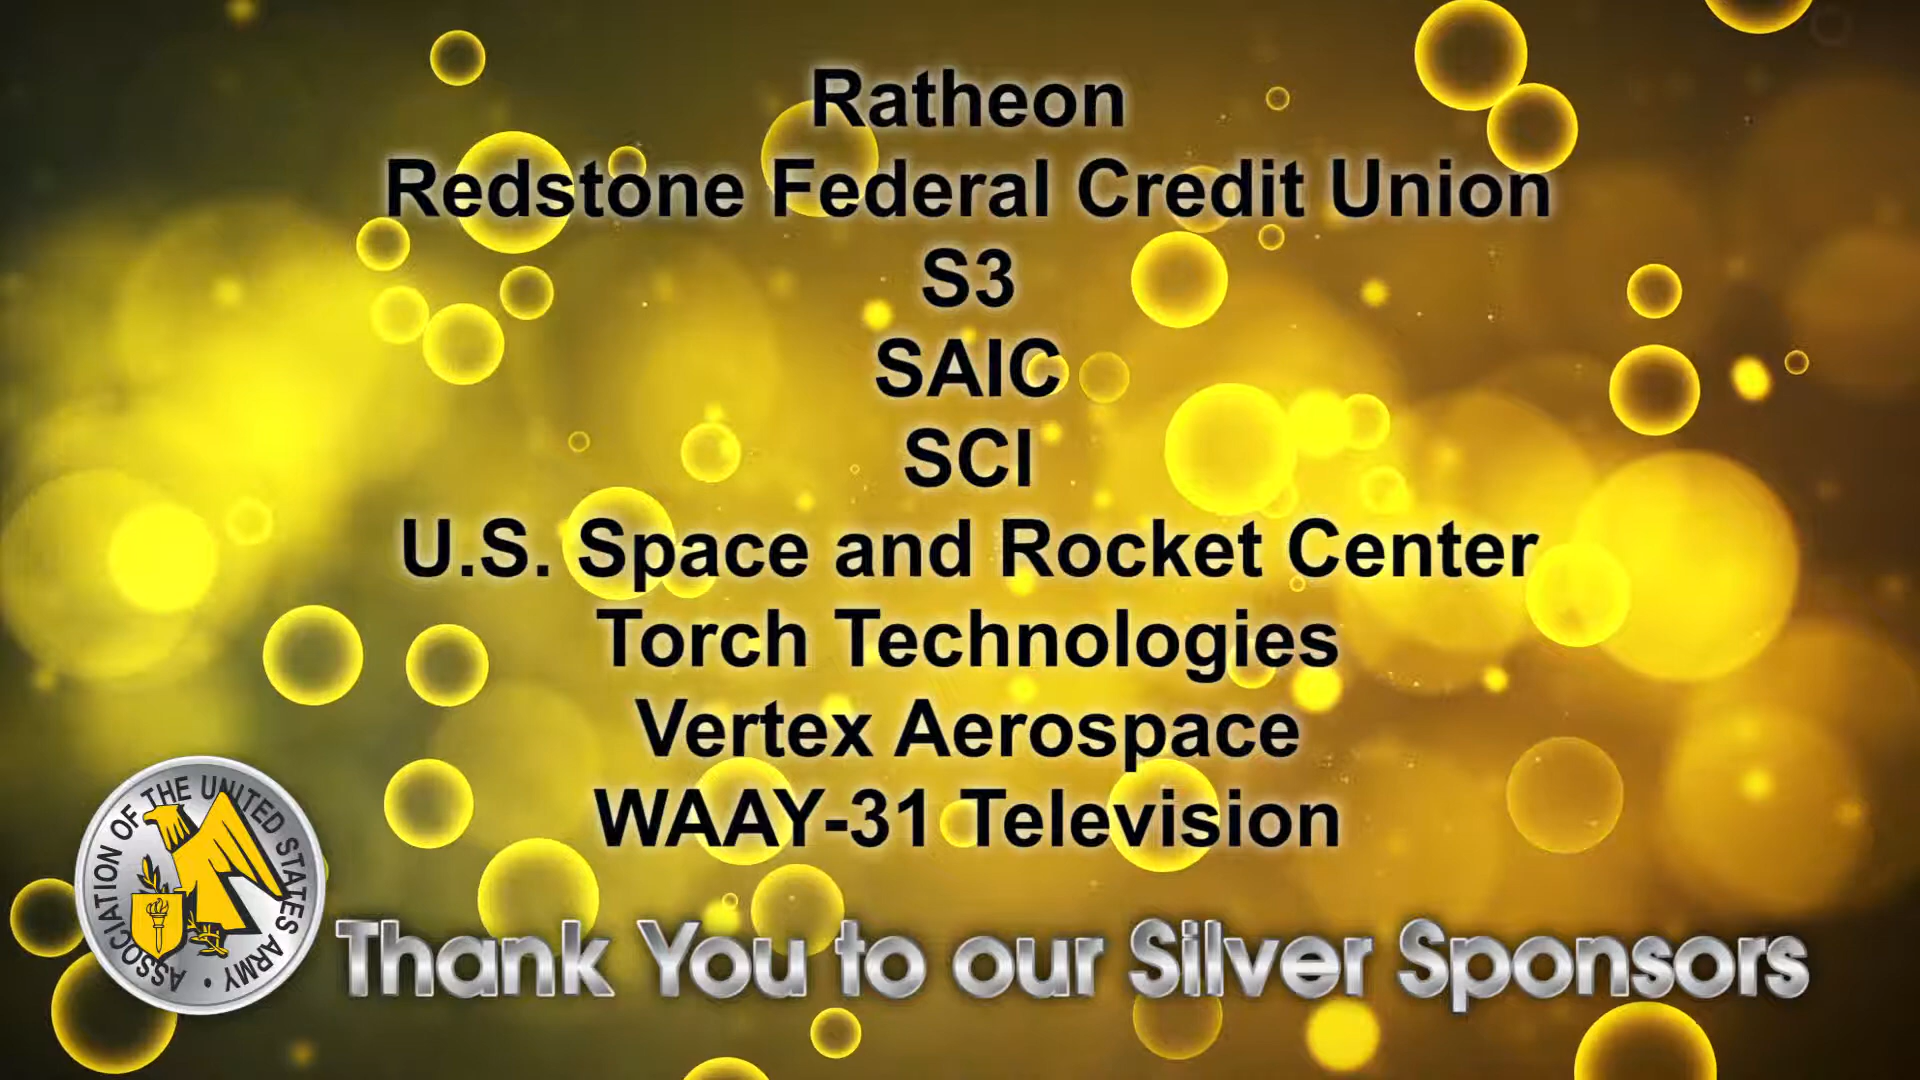 Ratheon
Redstone Federal Credit Union
S3
SAIC
SCI
U.S. Space and Rocket Center
Torch Technologies
Vertex Aerospace
WAAY-31 Television
ASSOCIATION OF THE UNITED STATES ARMY •
Thank You to our Silver Sponsors